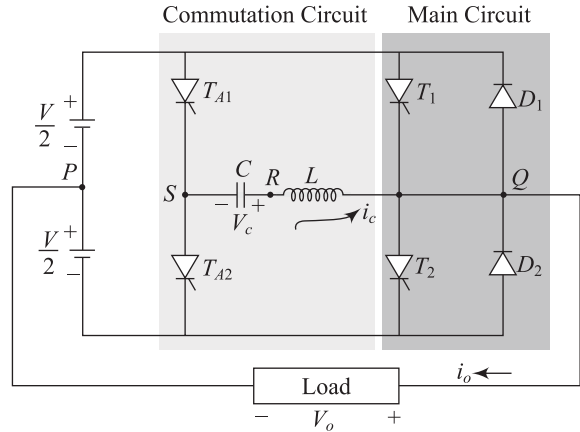 Commutation Circuit Main Circuit
T_A1 T_1 D_1
V/2 + −
P
S C R L Q
− + V_c i_c
V/2 + −
T_A2 T_2 D_2
i_o
Load
− V_o +